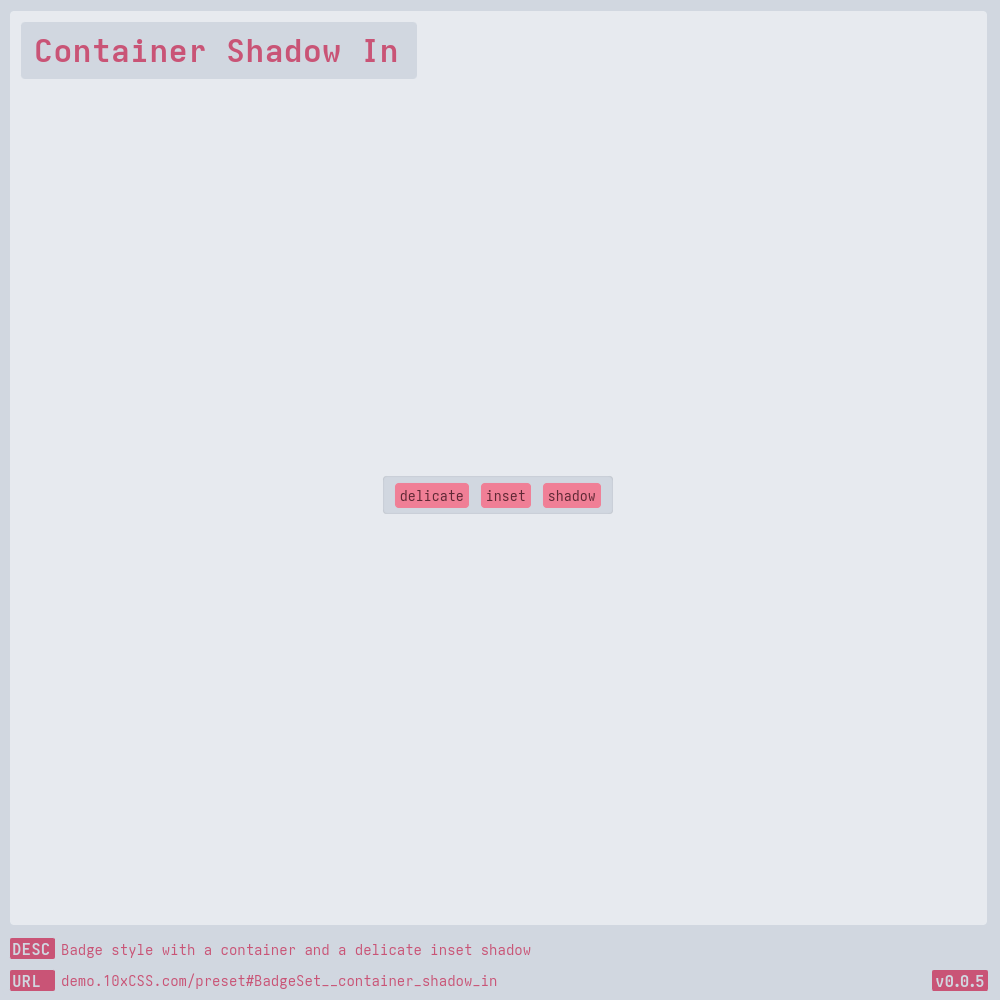 Container Shadow In
delicate inset shadow
DESC Badge style with a container and a delicate inset shadow
URL demo.10xCSS.com/preset#BadgeSet__container_shadow_in v0.0.5